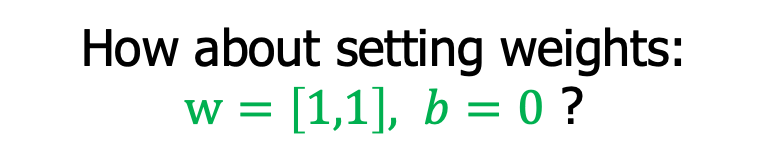 How about setting weights:
w = [1,1], b = 0 ?